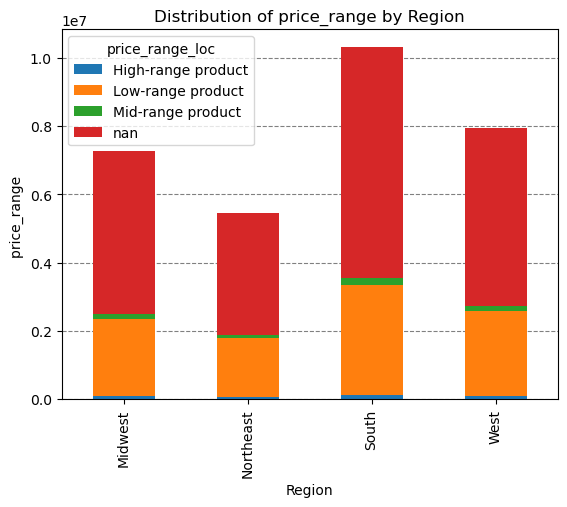 Distribution of price_range by Region
1e7
price_range_loc
High-range product
Low-range product
Mid-range product
nan
1.0
0.8
0.6
0.4
0.2
0.0
price_range
Midwest
Northeast
South
West
Region